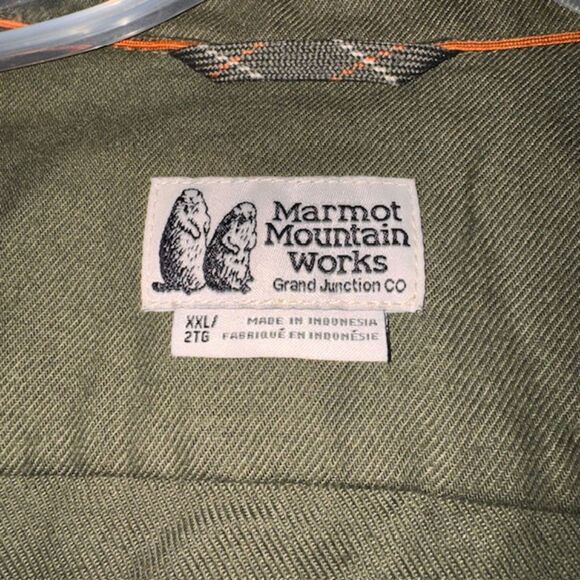 Marmot
Mountain
Works
Grand Junction CO
XXL/
2TG
MADE IN INDONESIA
FABRIQUÉ EN INDONÉSIE